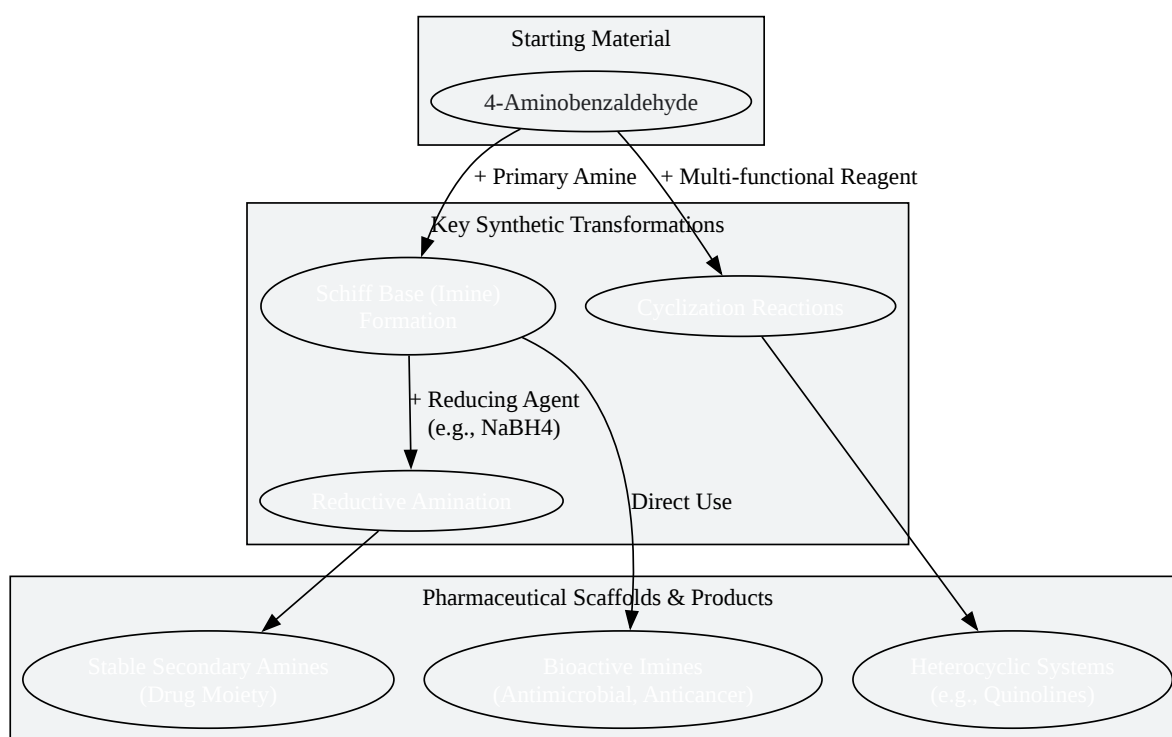 Starting Material
4-Aminobenzaldehyde
+ Primary Amine
+ Multi-functional Reagent
Key Synthetic Transformations
Schiff Base (Imine)
Formation
Cyclization Reactions
+ Reducing Agent
(e.g., NaBH4)
Reductive Amination
Direct Use
Pharmaceutical Scaffolds & Products
Stable Secondary Amines
(Drug Moiety)
Bioactive Imines
(Antimicrobial, Anticancer)
Heterocyclic Systems
(e.g., Quinolines)